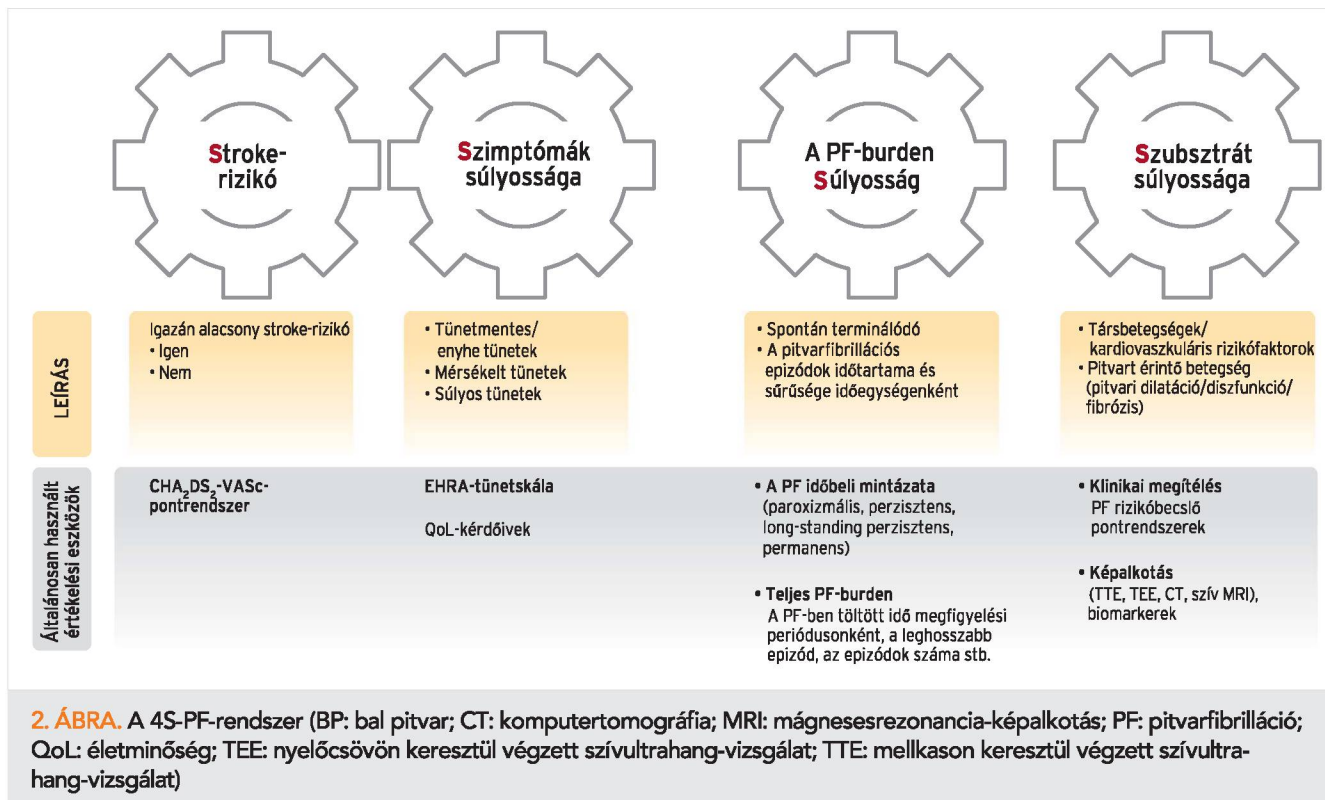 Stroke-
rizikó
Szimptómák
súlyossága
A PF-burden
Súlyosság
Szubsztrát
súlyossága
LEÍRÁS
Igazán alacsony stroke-rizikó
• Igen
• Nem
• Tünetmentes/
enyhe tünetek
• Mérsékelt tünetek
• Súlyos tünetek
• Spontán terminálódó
• A pitvarfibrillációs
epizódok időtartama és
sűrűsége időegységenként
• Társbetegségek/
kardiovaszkuláris rizikófaktorok
• Pitvart érintő betegség
(pitvari dilatáció/diszfunkció/
fibrózis)
Általánosan használt
értékelési eszközök
CHA₂DS₂-VASc-
pontrendszer
EHRA-tünetskála
QoL-kérdőivek
• A PF időbeli mintázata
(paroxizmális, perzisztens,
long-standing perzisztens,
permanens)
• Teljes PF-burden
A PF-ben töltött idő megfigyelési
periódusonként, a leghosszabb
epizód, az epizódok száma stb.
• Klinikai megítélés
PF rizikóbecslő
pontrendszerek
• Képalkotás
(TTE, TEE, CT, szív MRI),
biomarkerek
2. ÁBRA. A 4S-PF-rendszer (BP: bal pitvar; CT: komputertomográfia; MRI: mágnesesrezonancia-képalkotás; PF: pitvarfibrilláció;
QoL: életminőség; TEE: nyelőcsövön keresztül végzett szívultrahang-vizsgálat; TTE: mellkason keresztül végzett szívultra-
hang-vizsgálat)